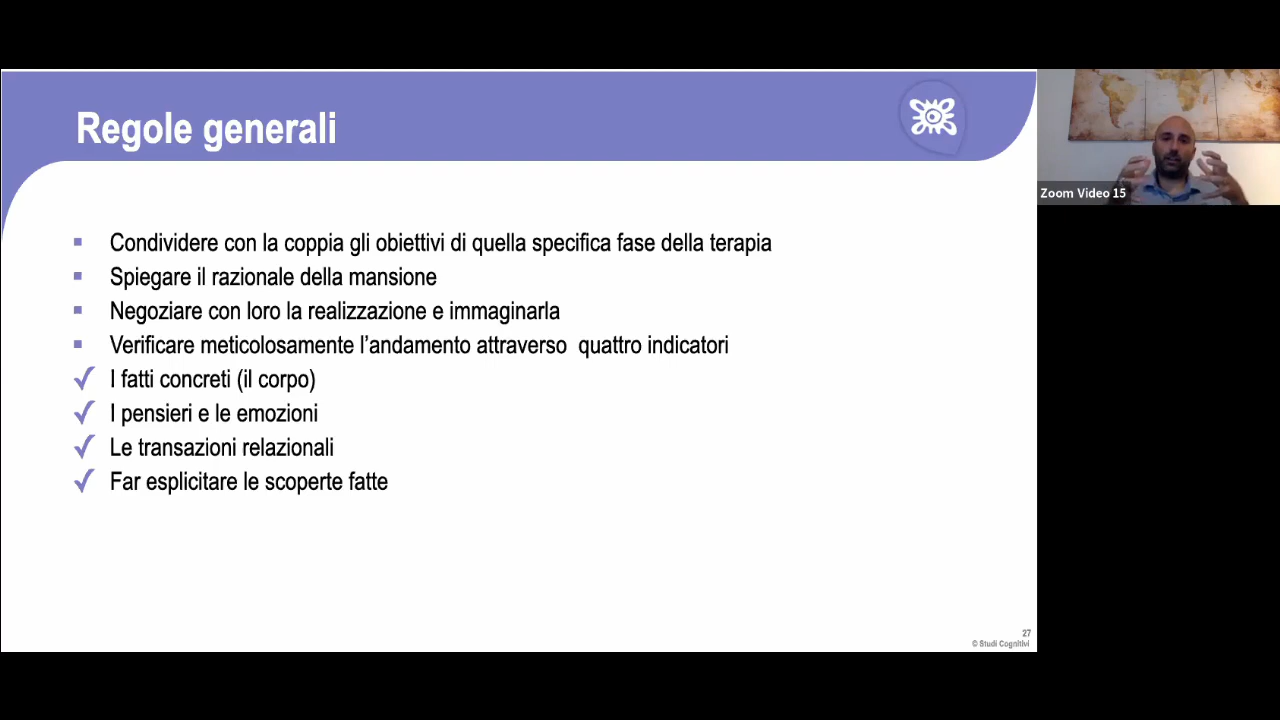 Regole generali
Condividere con la coppia gli obiettivi di quella specifica fase della terapia
Spiegare il razionale della mansione
Negoziare con loro la realizzazione e immaginarla
Verificare meticolosamente l’andamento attraverso quattro indicatori
I fatti concreti (il corpo)
I pensieri e le emozioni
Le transazioni relazionali
Far esplicitare le scoperte fatte
27
© Studi Cognitivi
Zoom Video 15